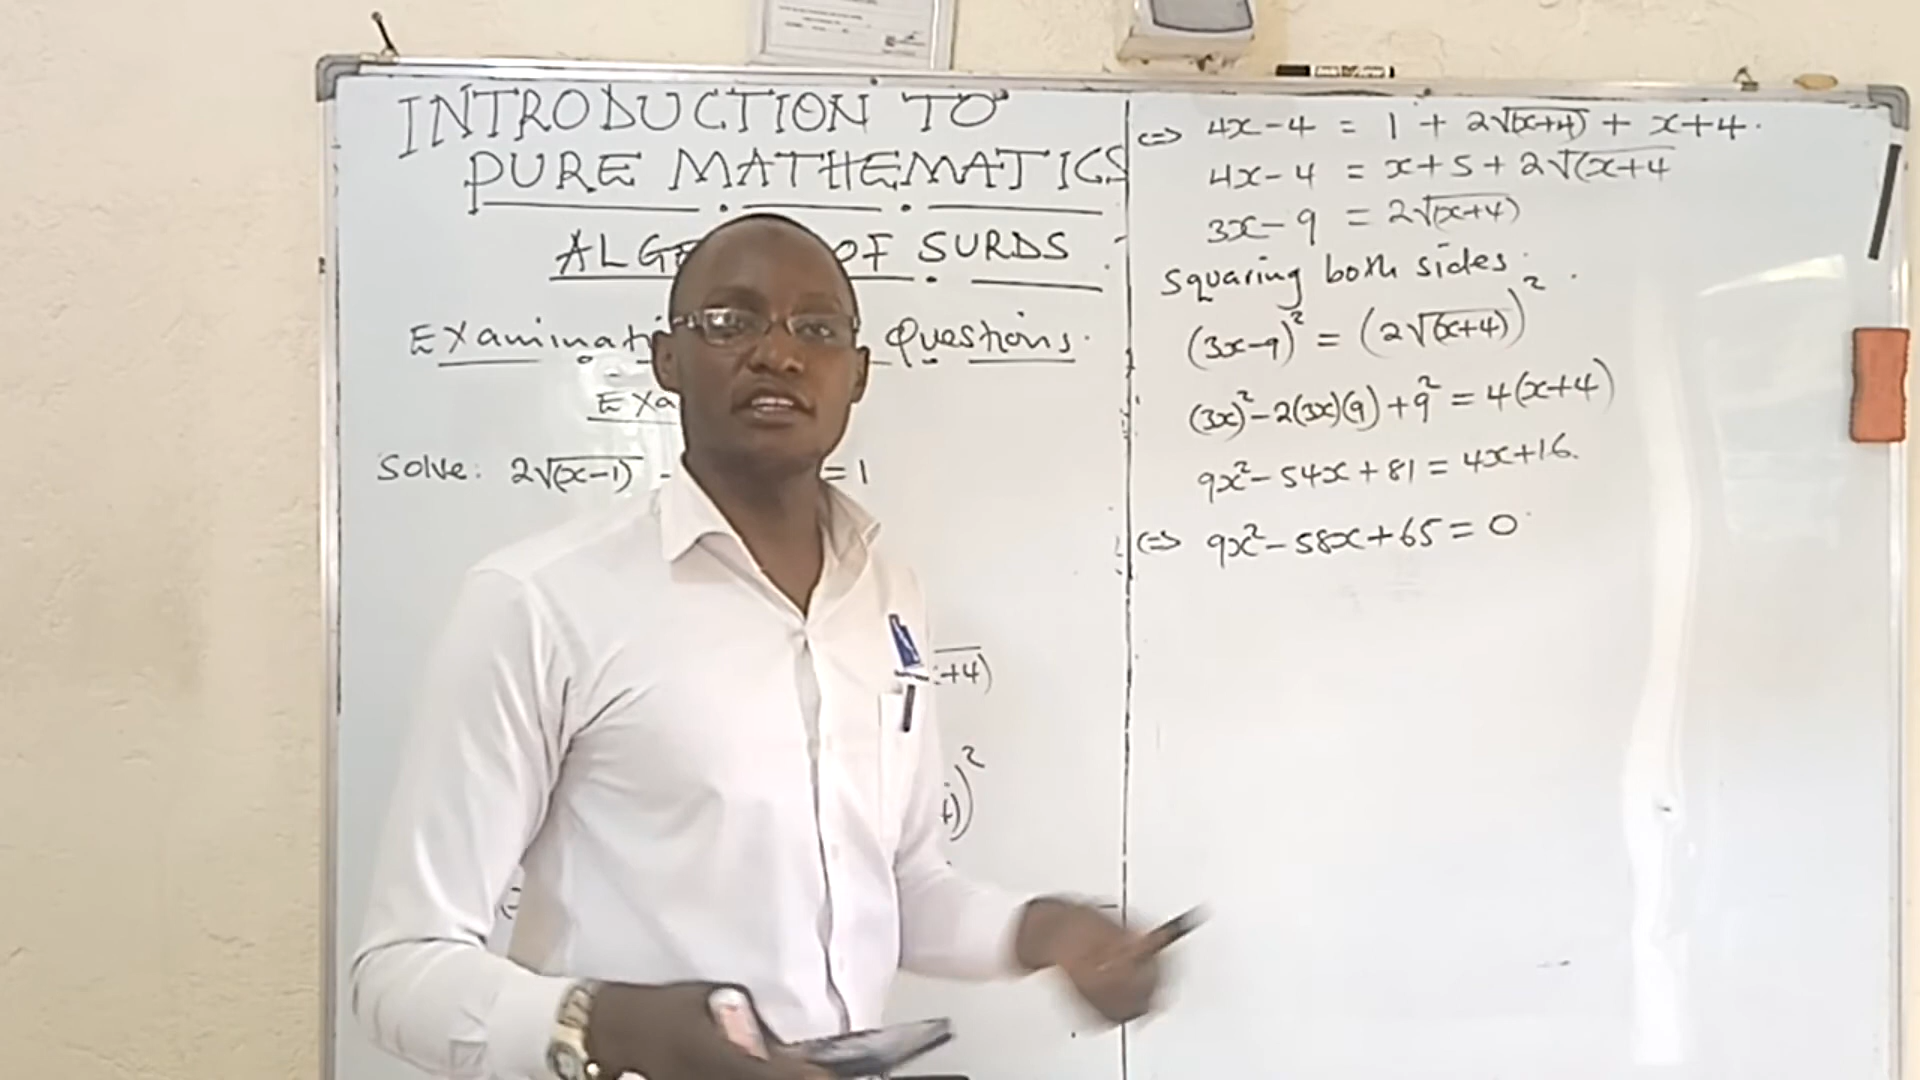 INTRODUCTION TO
PURE MATHEMATICS
ALGE OF SURDS
Examinati Questions.
Exa
Solve: 2√(x-1) - = 1
+4)
)²
⇔ 4x-4 = 1 + 2√(x+4) + x+4.
4x-4 = x+5+2√(x+4
3x-9 = 2√(x+4)
Squaring both sides.
(3x-9)² = (2√(x+4))²
(3x)²-2(3x)(9)+9² = 4(x+4)
9x²-54x+81 = 4x+16.
⇔ 9x²-58x+65 = 0